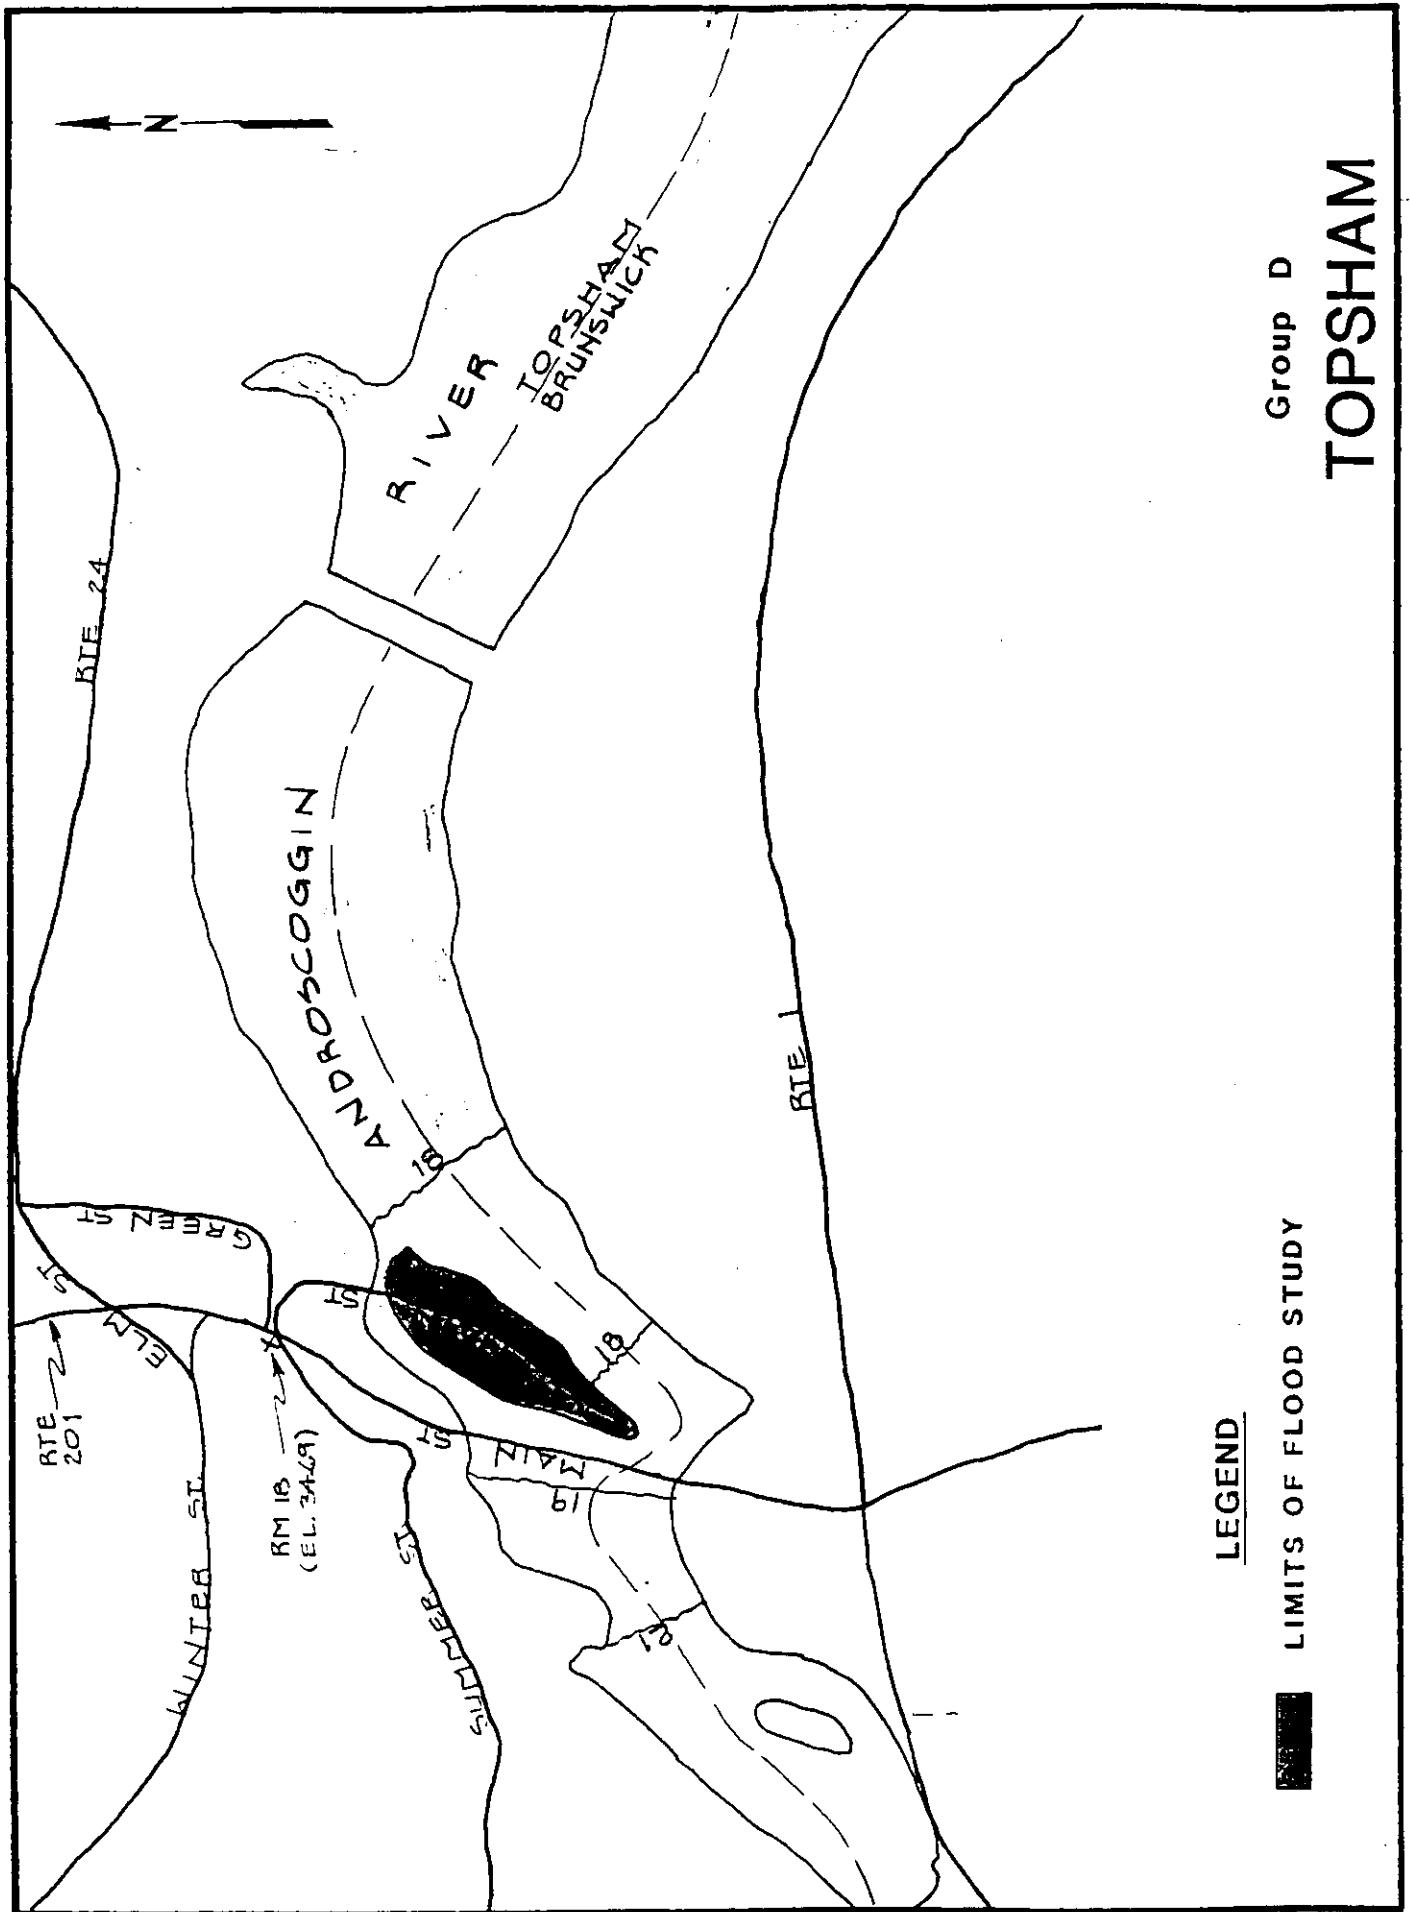 N
RTE 24
RIVER
TOPSHAM
BRUNSWICK
ANDROSCOGGIN
18
GREEN ST
ELM ST
RTE
201
WINTER ST.
RM 18
(EL. 34.69)
X
ST
MAIN ST
18
19
21
SUMMER ST
RTE 1
LEGEND
LIMITS OF FLOOD STUDY
Group D
TOPSHAM